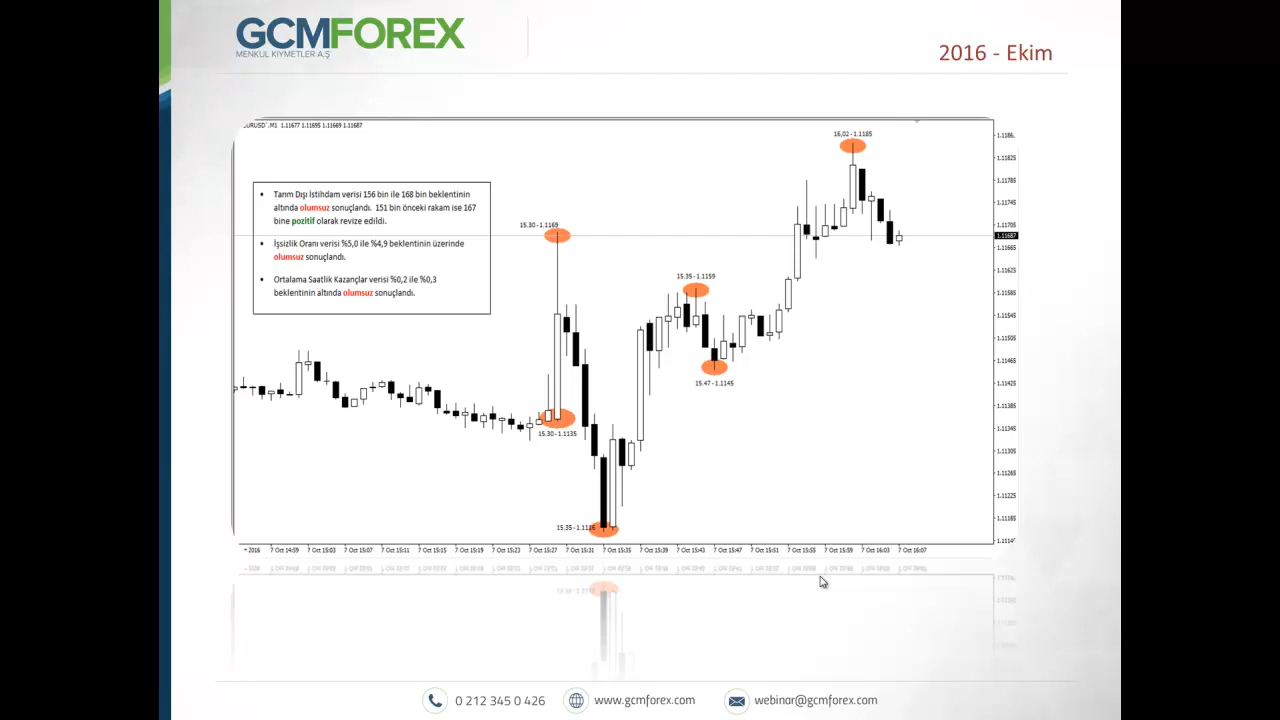 GCMFOREX
MENKUL KIYMETLER A.Ş
2016 - Ekim
1.11677 1.11695 1.11669 1.11687
• Tarım Dışı İstihdam verisi 156 bin ile 168 bin beklentinin
altında olumsuz sonuçlandı. 151 bin önceki rakam ise 167
bine pozitif olarak revize edildi.
• İşsizlik Oranı verisi %5,0 ile %4,9 beklentinin üzerinde
olumsuz sonuçlandı.
• Ortalama Saatlik Kazançlar verisi %0,2 ile %0,3
beklentinin altında olumsuz sonuçlandı.
16,02 - 1.1185
15.30 - 1.1169
15.35 - 1.1159
15.47 - 1.1145
15.30 - 1.1135
15.35 - 1.1116
1.1186
1.11825
1.11785
1.11745
1.11705
1.11687
1.11665
1.11625
1.11585
1.11545
1.11505
1.11465
1.11425
1.11385
1.11345
1.11305
1.11265
1.11225
1.11185
1.1114
2016 7 Oct 14:59 7 Oct 15:03 7 Oct 15:07 7 Oct 15:11 7 Oct 15:15 7 Oct 15:19 7 Oct 15:23 7 Oct 15:27 7 Oct 15:31 7 Oct 15:35 7 Oct 15:39 7 Oct 15:43 7 Oct 15:47 7 Oct 15:51 7 Oct 15:55 7 Oct 15:59 7 Oct 16:03 7 Oct 16:07
0 212 345 0 426 www.gcmforex.com webinar@gcmforex.com